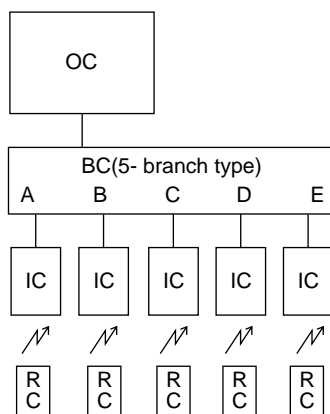 OC
BC(5- branch type)
A B C D E
IC IC IC IC IC
R R R R R
C C C C C